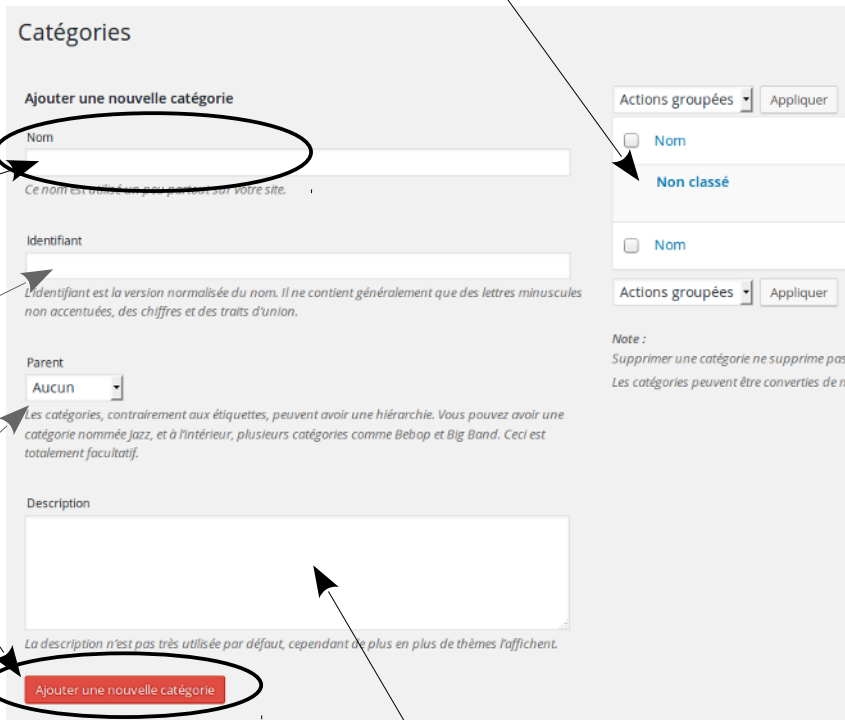 Catégories
Ajouter une nouvelle catégorie
Nom
Ce nom est utilisé un peu partout sur votre site.
Identifiant
L'identifiant est la version normalisée du nom. Il ne contient généralement que des lettres minuscules
non accentuées, des chiffres et des traits d'union.
Parent
Aucun
Les catégories, contrairement aux étiquettes, peuvent avoir une hiérarchie. Vous pouvez avoir une
catégorie nommée Jazz, et à l'intérieur, plusieurs catégories comme Bebop et Big Band. Ceci est
totalement facultatif.
Description
La description n'est pas très utilisée par défaut, cependant de plus en plus de thèmes l'affichent.
Ajouter une nouvelle catégorie
Actions groupées Appliquer
Nom
Non classé
Nom
Actions groupées Appliquer
Note :
Supprimer une catégorie ne supprime pas
Les catégories peuvent être converties de